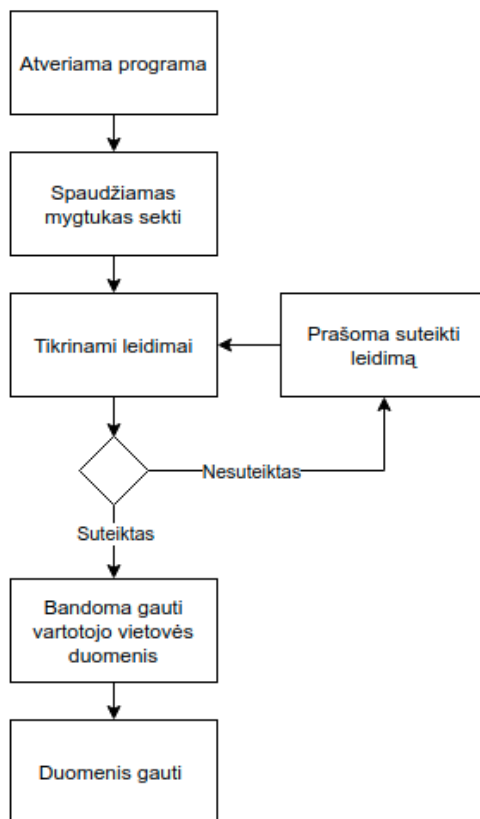 Atveriama programa
Spaudžiamas
mygtukas sekti
Tikrinami leidimai
Prašoma suteikti
leidimą
Nesuteiktas
Suteiktas
Bandoma gauti
vartotojo vietovės
duomenis
Duomenis gauti